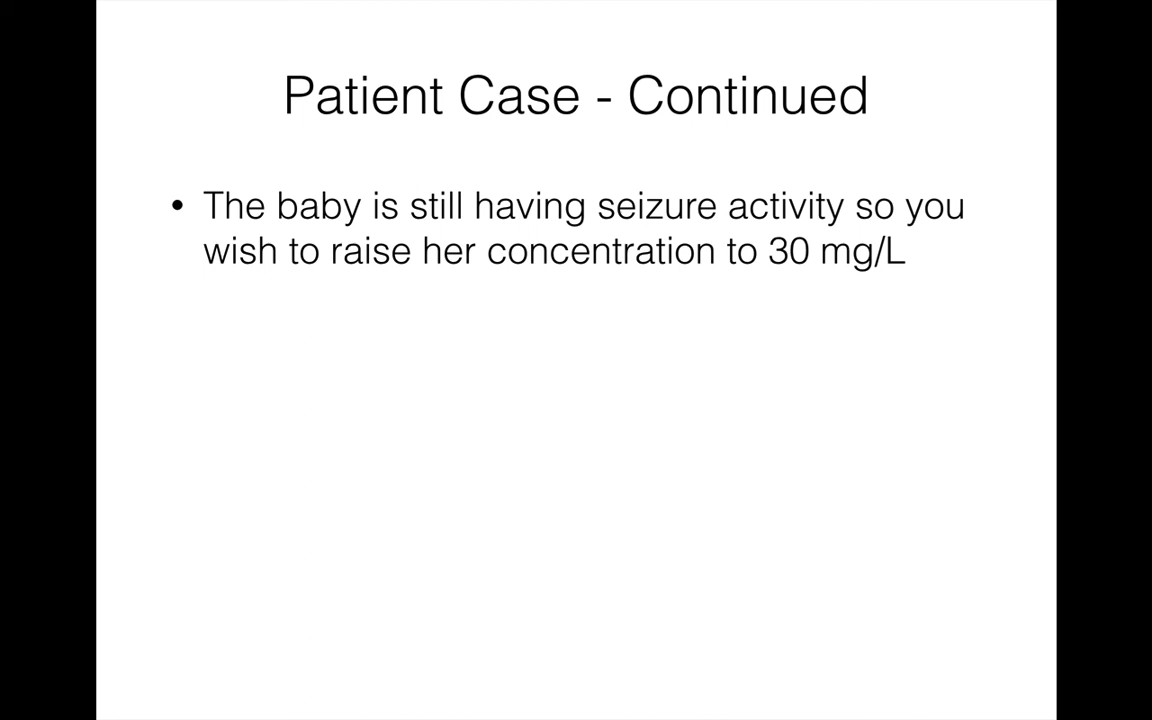 Patient Case - Continued
• The baby is still having seizure activity so you
wish to raise her concentration to 30 mg/L